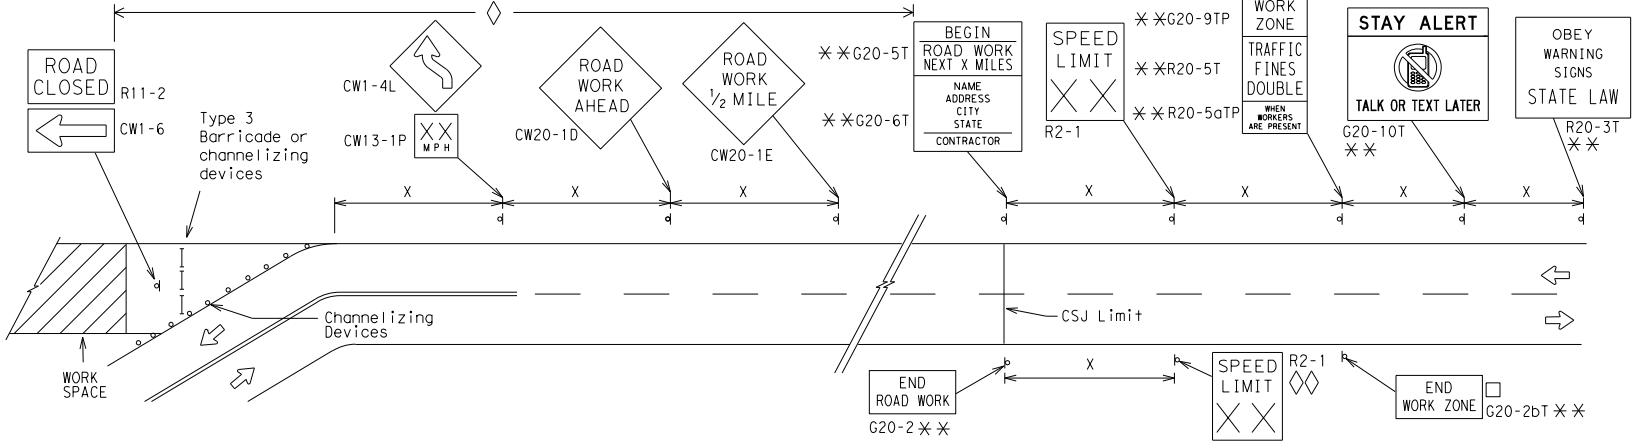 ROAD
CLOSED
R11-2
CW1-6
Type 3
Barricade or
channelizing
devices
CW1-4L
CW13-1P
XX
MPH
ROAD
WORK
AHEAD
CW20-1D
ROAD
WORK
1/2 MILE
CW20-1E
**G20-5T
**G20-6T
BEGIN
ROAD WORK
NEXT X MILES
NAME
ADDRESS
CITY
STATE
CONTRACTOR
SPEED
LIMIT
XX
R2-1
**G20-9TP
**R20-5T
**R20-5aTP
WORK
ZONE
TRAFFIC
FINES
DOUBLE
WHEN
WORKERS
ARE PRESENT
STAY ALERT
TALK OR TEXT LATER
G20-10T
**
OBEY
WARNING
SIGNS
STATE LAW
R20-3T
**
X
X
X
X
X
X
X
Channelizing
Devices
CSJ Limit
WORK
SPACE
END
ROAD WORK
G20-2 **
X
SPEED
LIMIT
XX
R2-1
END
WORK ZONE
G20-2bT **